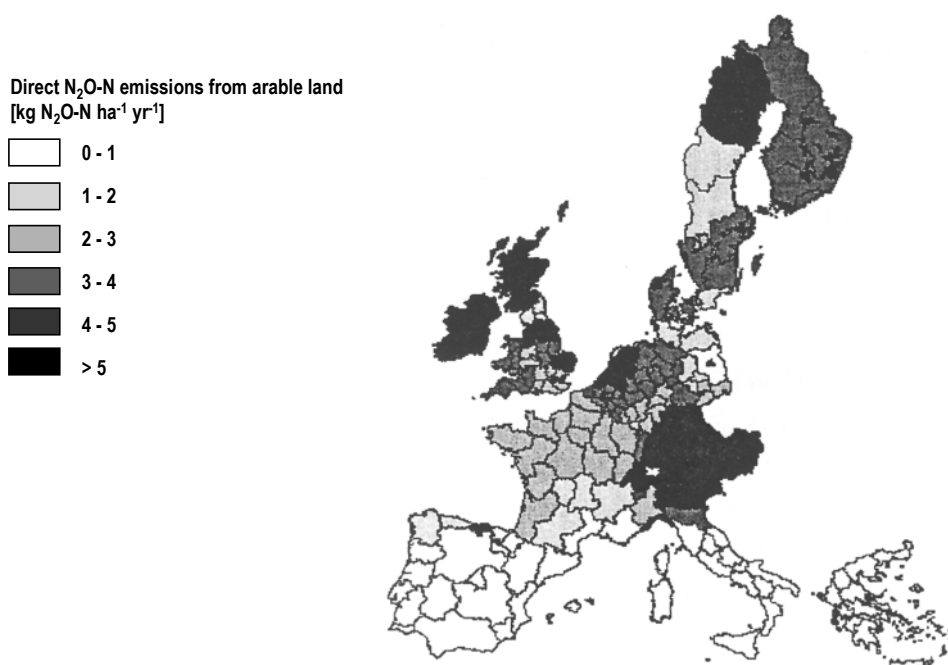 Direct N₂O-N emissions from arable land
[kg N₂O-N ha⁻¹ yr⁻¹]
0 - 1
1 - 2
2 - 3
3 - 4
4 - 5
> 5